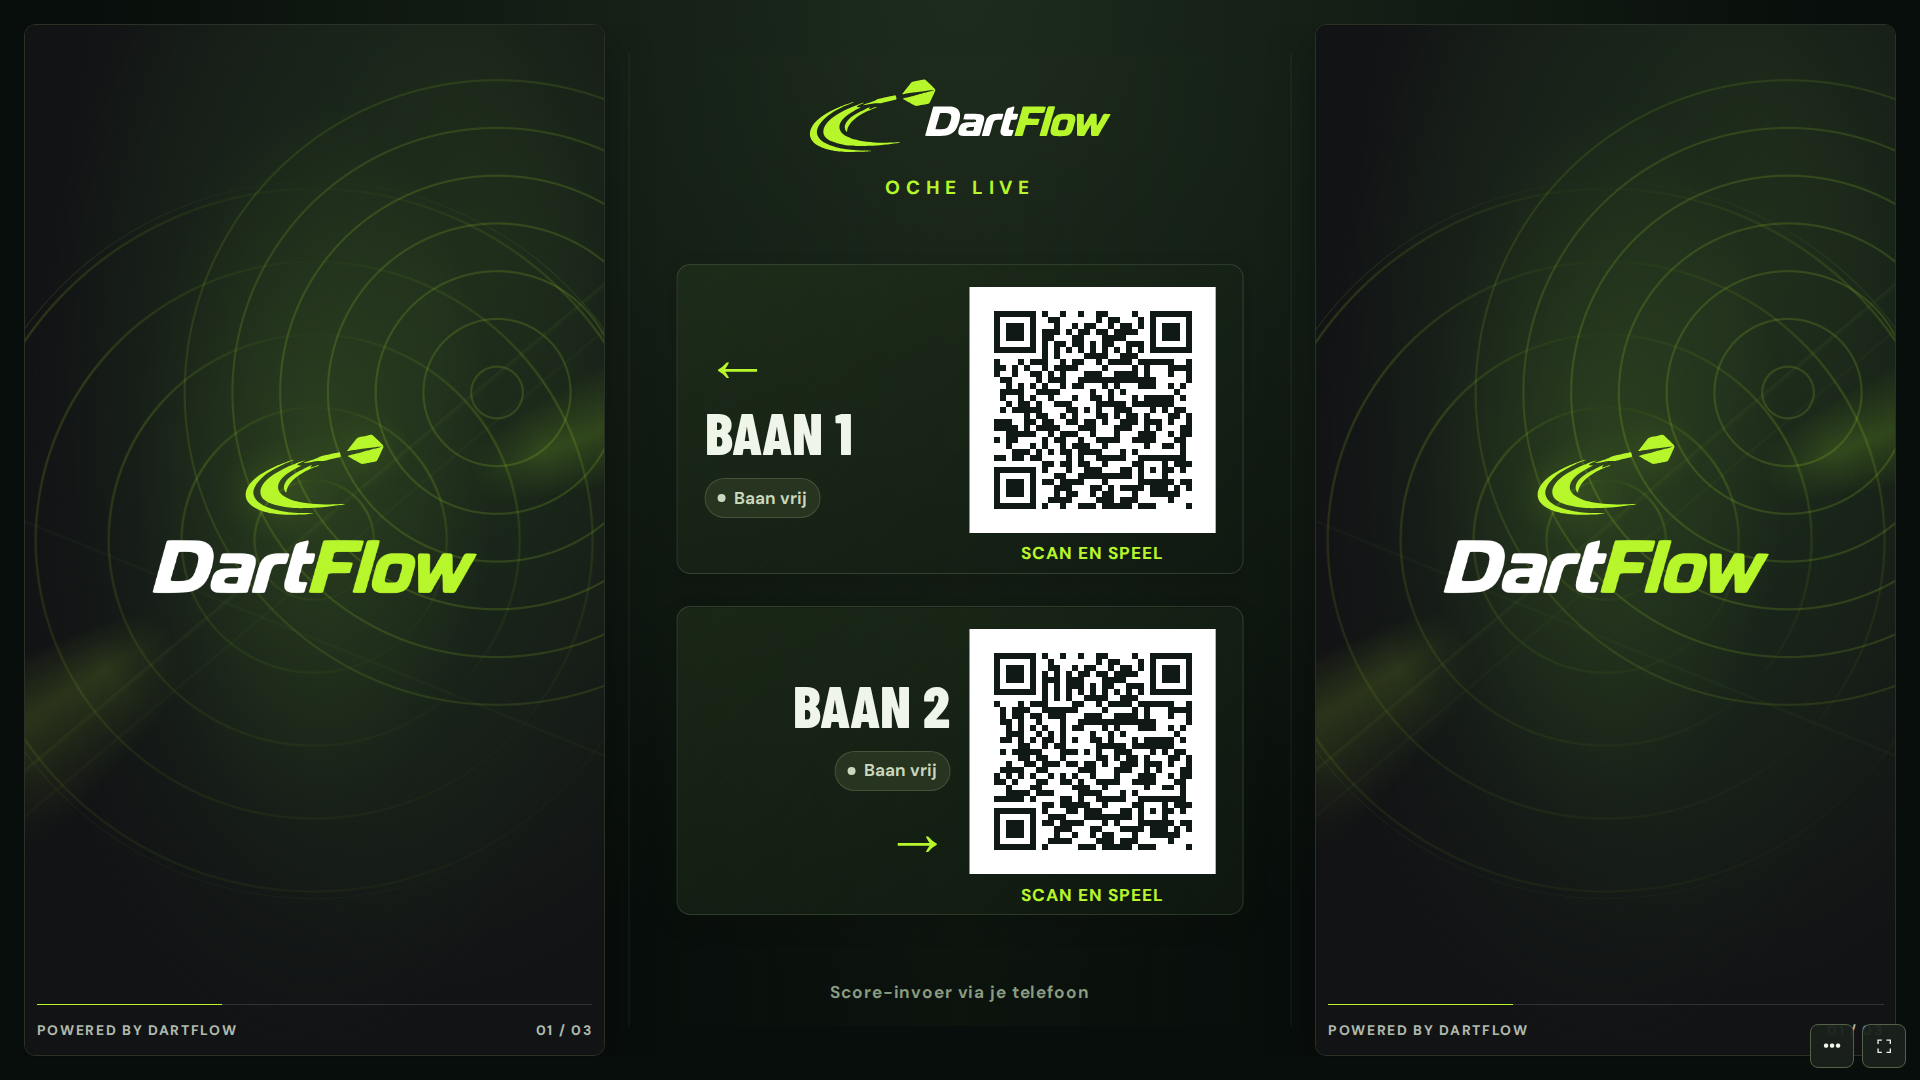 DartFlow
POWERED BY DARTFLOW
01 / 03
DartFlow
OCHE LIVE
←
BAAN 1
Baan vrij
SCAN EN SPEEL
BAAN 2
Baan vrij
→
SCAN EN SPEEL
Score-invoer via je telefoon
DartFlow
POWERED BY DARTFLOW